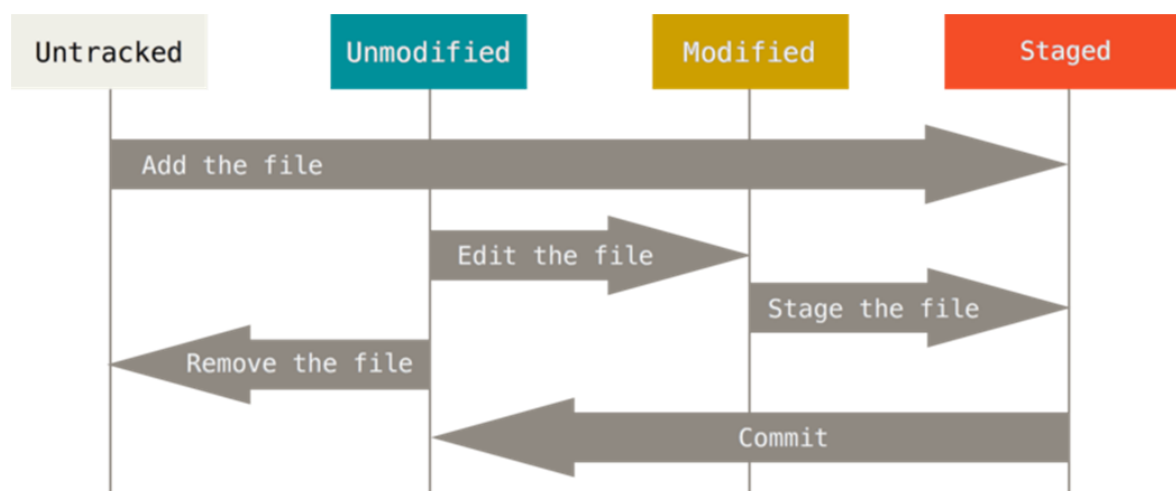 Untracked
Unmodified
Modified
Staged
Add the file
Edit the file
Stage the file
Remove the file
Commit